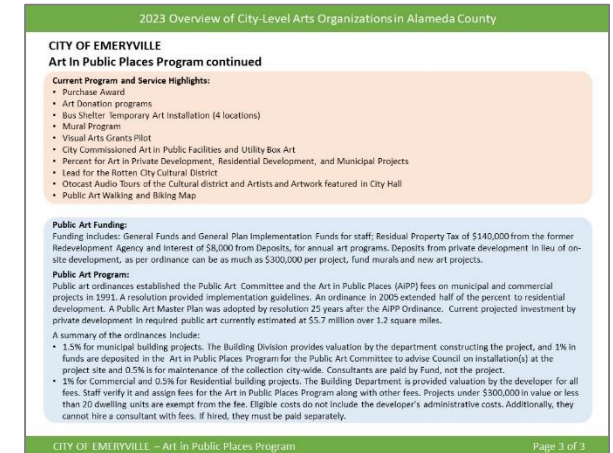 2023 Overview of City-Level Arts Organizations in Alameda County
CITY OF EMERYVILLE
Art In Public Places Program continued
Current Program and Service Highlights:
• Purchase Award
• Art Donation programs
• Bus Shelter Temporary Art Installation (4 locations)
• Mural Program
• Visual Arts Grants Pilot
• City Commissioned Art in Public Facilities and Utility Box Art
• Percent for Art in Private Development, Residential Development, and Municipal Projects
• Lead for the Rotten City Cultural District
• Otocast Audio Tours of the Cultural district and Artists and Artwork featured in City Hall
• Public Art Walking and Biking Map
Public Art Funding:
Funding includes: General Funds and General Plan Implementation Funds for staff; Residual Property Tax of $140,000 from the former
Redevelopment Agency and Interest of $8,000 from Deposits, for annual art programs. Deposits from private development in lieu of on-
site development, as per ordinance can be as much as $300,000 per project, fund murals and new art projects.
Public Art Program:
Public art ordinances established the Public Art Committee and the Art in Public Places (AiPP) fees on municipal and commercial
projects in 1991. A resolution provided implementation guidelines. An ordinance in 2005 extended half of the percent to residential
development. A Public Art Master Plan was adopted by resolution 25 years after the AiPP Ordinance. Current projected investment by
private development in required public art currently estimated at $5.7 million over 1.2 square miles.
A summary of the ordinances include:
• 1.5% for municipal building projects. The Building Division provides valuation by the department constructing the project, and 1% in
funds are deposited in the Art in Public Places Program for the Public Art Committee to advise Council on installation(s) at the
project site and 0.5% is for maintenance of the collection city-wide. Consultants are paid by Fund, not the project.
• 1% for Commercial and 0.5% for Residential building projects. The Building Department is provided valuation by the developer for all
fees. Staff verify it and assign fees for the Art in Public Places Program along with other fees. Projects under $300,000 in value or less
than 20 dwelling units are exempt from the fee. Eligible costs do not include the developer's administrative costs. Additionally, they
cannot hire a consultant with fees. If hired, they must be paid separately.
CITY OF EMERYVILLE – Art in Public Places Program
Page 3 of 3